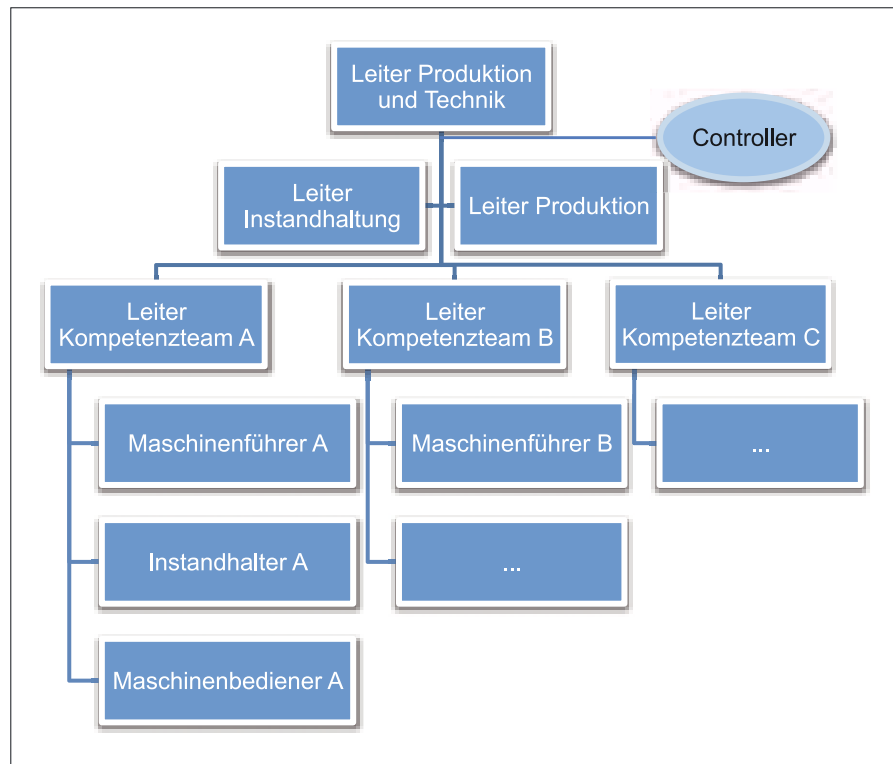 Leiter Produktion
und Technik
Controller
Leiter
Instandhaltung
Leiter Produktion
Leiter
Kompetenzteam A
Leiter
Kompetenzteam B
Leiter
Kompetenzteam C
Maschinenführer A
Maschinenführer B
...
Instandhalter A
...
Maschinenbediener A